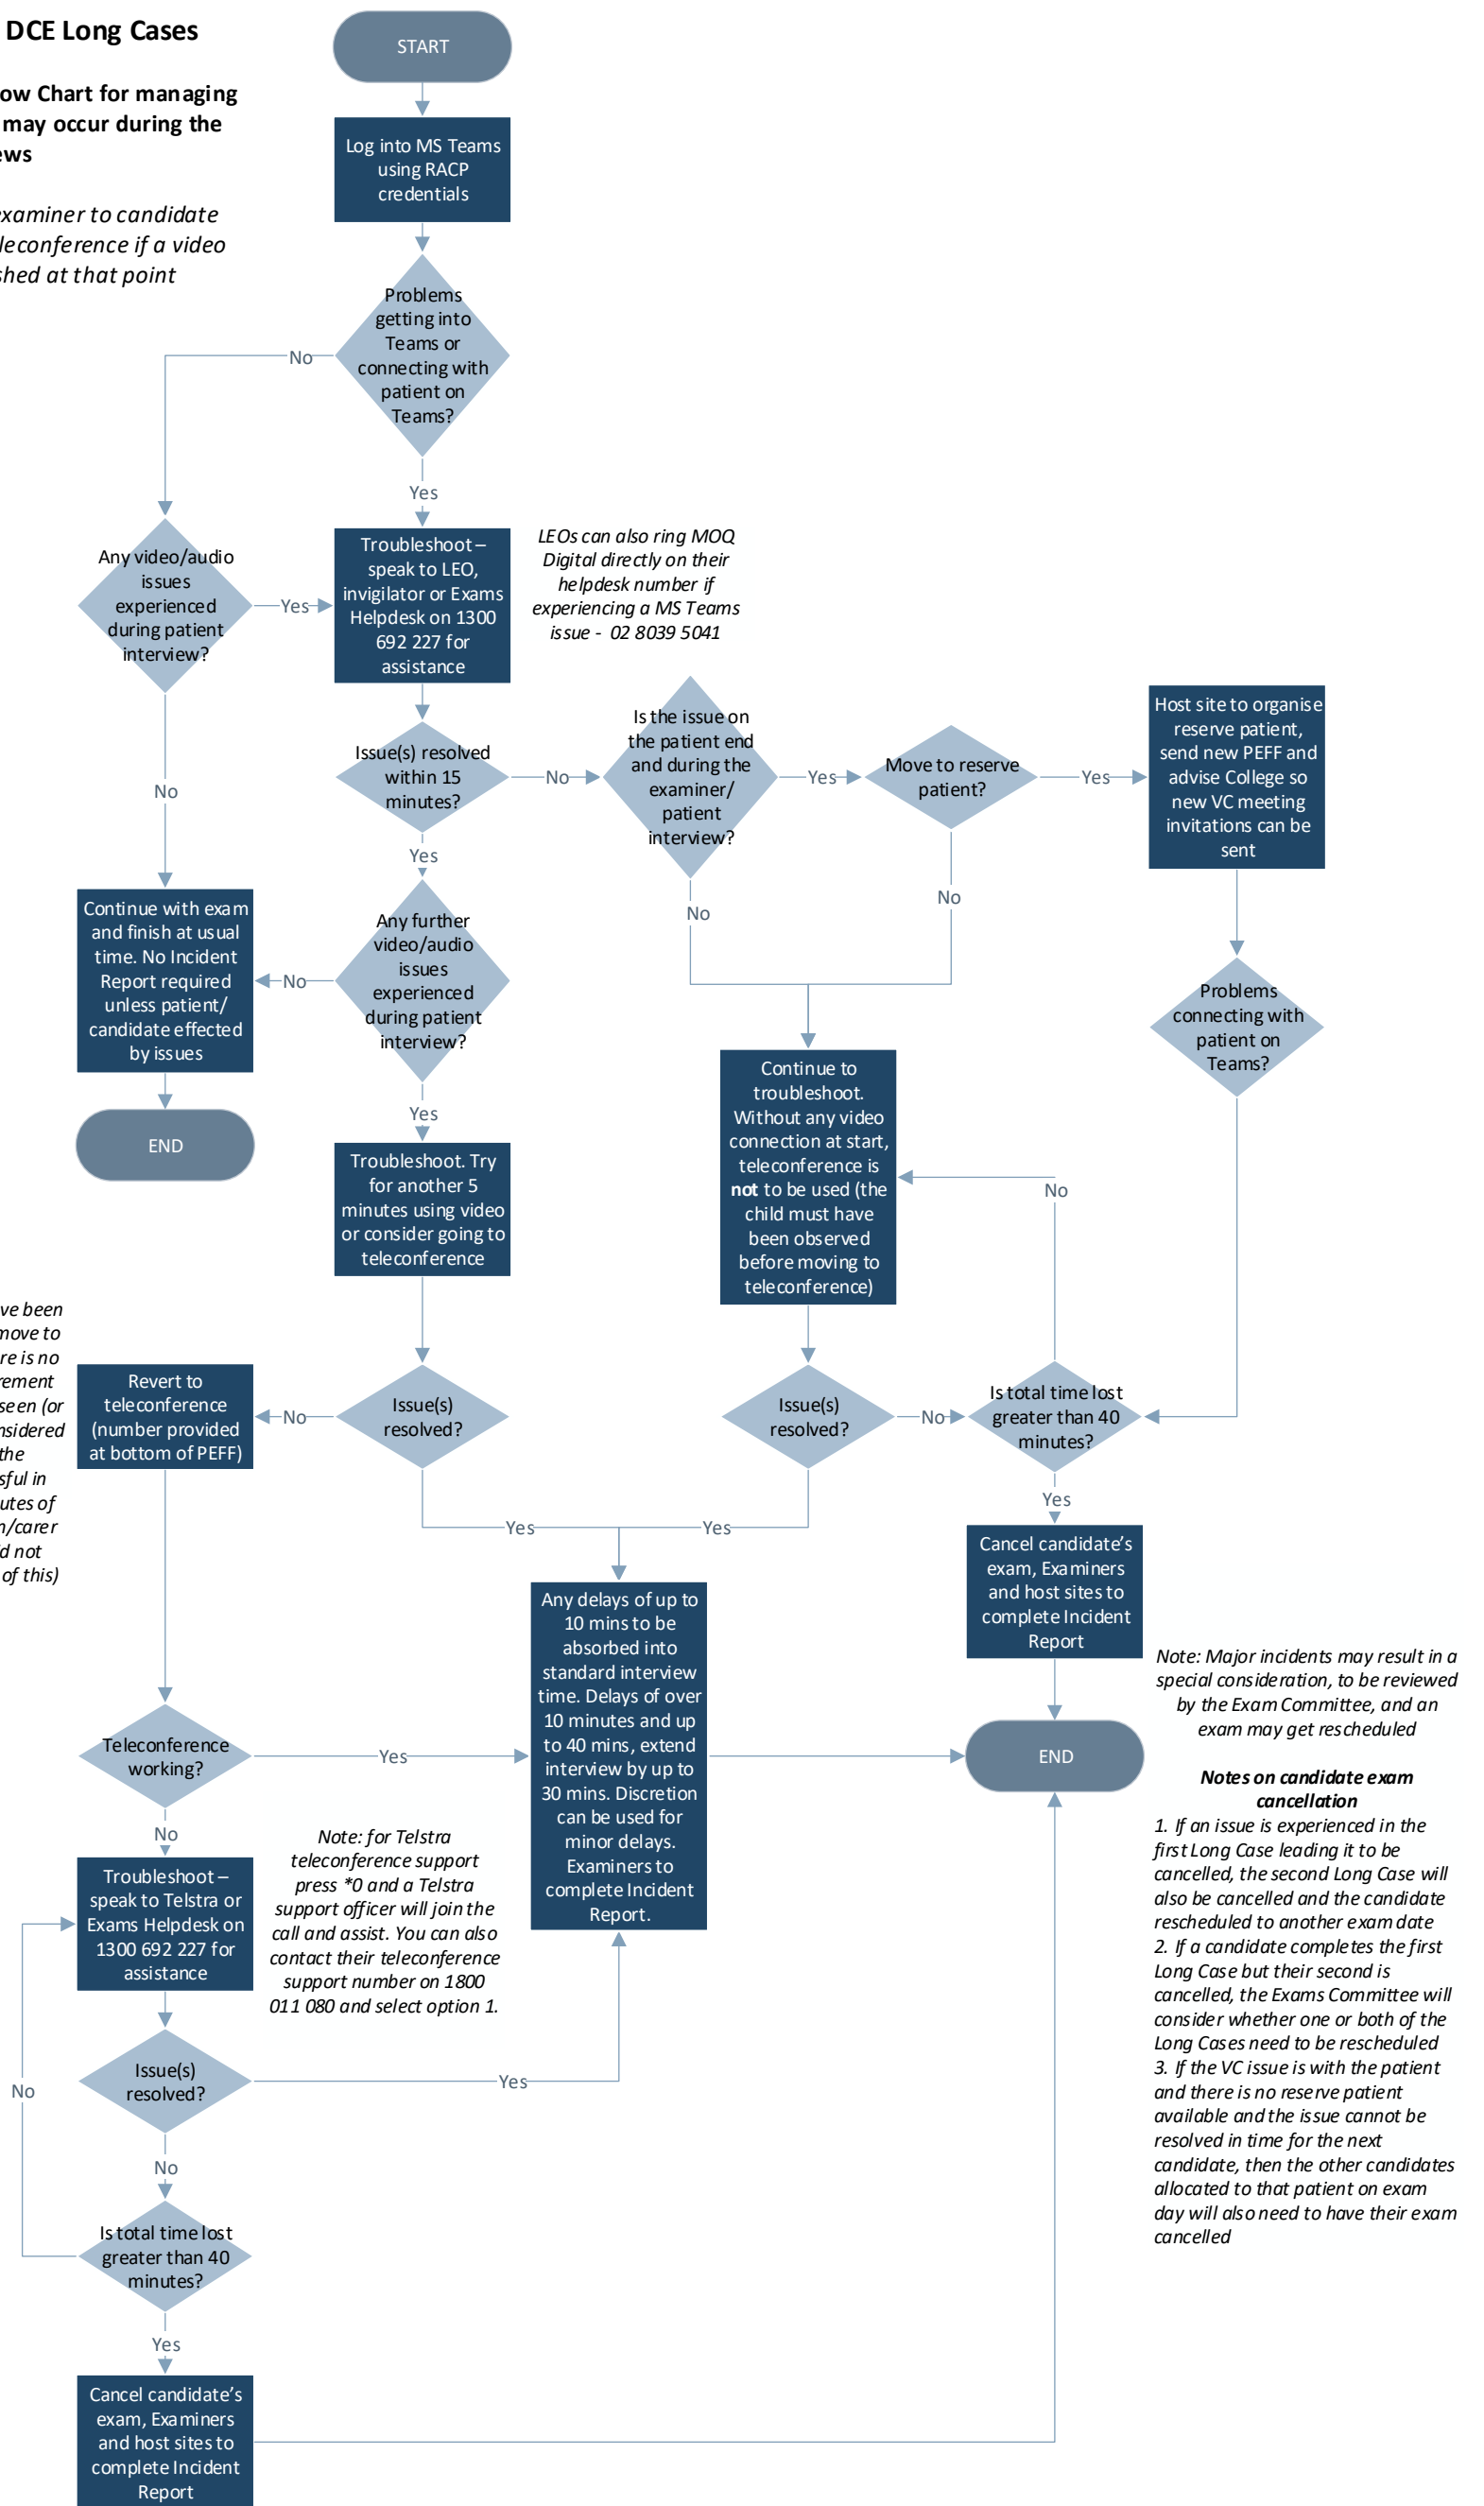 DCE Long Cases
ow Chart for managing
may occur during the
ews
examiner to candidate
leconference if a video
shed at that point
START
Log into MS Teams
using RACP
credentials
Problems
getting into
Teams or
connecting with
patient on
Teams?
No
Yes
Any video/audio
issues
experienced
during patient
interview?
Yes
No
Troubleshoot –
speak to LEO,
invigilator or Exams
Helpdesk on 1300
692 227 for
assistance
LEOs can also ring MOQ
Digital directly on their
helpdesk number if
experiencing a MS Teams
issue - 02 8039 5041
Issue(s) resolved
within 15
minutes?
No
Yes
Is the issue on
the patient end
and during the
examiner/
patient
interview?
Yes
No
Move to reserve
patient?
Yes
No
Host site to organise
reserve patient,
send new PEFF and
advise College so
new VC meeting
invitations can be
sent
Continue with exam
and finish at usual
time. No Incident
Report required
unless patient/
candidate effected
by issues
END
Any further
video/audio
issues
experienced
during patient
interview?
No
Yes
Problems
connecting with
patient on
Teams?
Continue to
troubleshoot.
Without any video
connection at start,
teleconference is
not to be used (the
child must have
been observed
before moving to
teleconference)
No
Troubleshoot. Try
for another 5
minutes using video
or consider going to
teleconference
ve been
move to
re is no
rement
seen (or
nsidered
the
sful in
utes of
n/carer
d not
of this)
Revert to
teleconference
(number provided
at bottom of PEFF)
No
Issue(s)
resolved?
Yes
Issue(s)
resolved?
No
Yes
Is total time lost
greater than 40
minutes?
Yes
Cancel candidate’s
exam, Examiners
and host sites to
complete Incident
Report
Any delays of up to
10 mins to be
absorbed into
standard interview
time. Delays of over
10 minutes and up
to 40 mins, extend
interview by up to
30 mins. Discretion
can be used for
minor delays.
Examiners to
complete Incident
Report.
END
Note: Major incidents may result in a
special consideration, to be reviewed
by the Exam Committee, and an
exam may get rescheduled
Notes on candidate exam
cancellation
1. If an issue is experienced in the
first Long Case leading it to be
cancelled, the second Long Case will
also be cancelled and the candidate
rescheduled to another exam date
2. If a candidate completes the first
Long Case but their second is
cancelled, the Exams Committee will
consider whether one or both of the
Long Cases need to be rescheduled
3. If the VC issue is with the patient
and there is no reserve patient
available and the issue cannot be
resolved in time for the next
candidate, then the other candidates
allocated to that patient on exam
day will also need to have their exam
cancelled
Teleconference
working?
Yes
No
Troubleshoot –
speak to Telstra or
Exams Helpdesk on
1300 692 227 for
assistance
Note: for Telstra
teleconference support
press *0 and a Telstra
support officer will join the
call and assist. You can also
contact their teleconference
support number on 1800
011 080 and select option 1.
Issue(s)
resolved?
Yes
No
No
Is total time lost
greater than 40
minutes?
Yes
Cancel candidate’s
exam, Examiners
and host sites to
complete Incident
Report